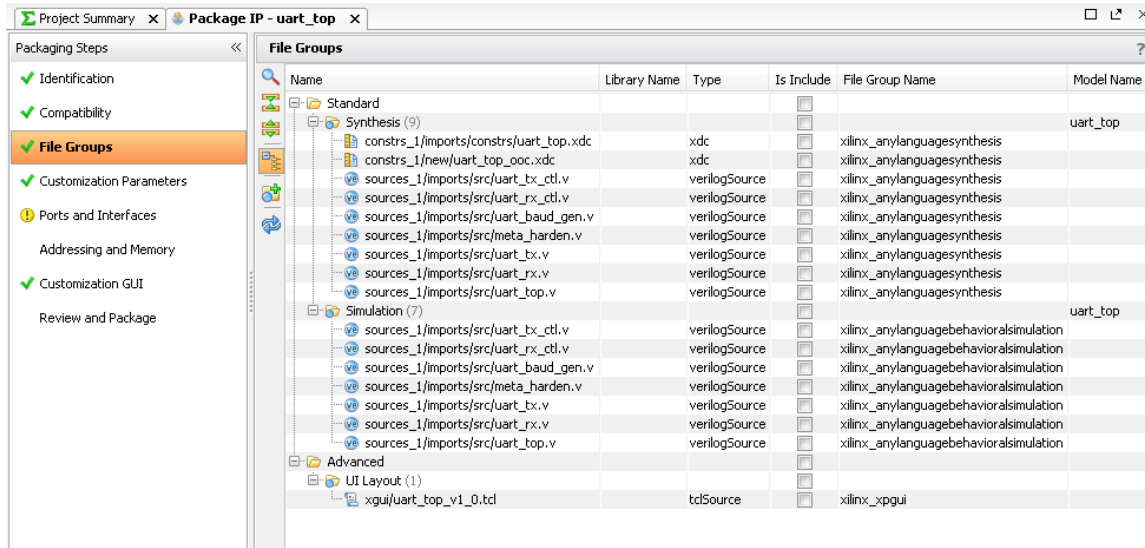 Project Summary × Package IP - uart_top ×
Packaging Steps «
Identification
Compatibility
File Groups
Customization Parameters
Ports and Interfaces
Addressing and Memory
Customization GUI
Review and Package
File Groups ?
Name Library Name Type Is Include File Group Name Model Name
Standard
Synthesis (9) uart_top
constrs_1/imports/constrs/uart_top.xdc xdc xilinx_anylanguagesynthesis
constrs_1/new/uart_top_ooc.xdc xdc xilinx_anylanguagesynthesis
sources_1/imports/src/uart_tx_ctl.v verilogSource xilinx_anylanguagesynthesis
sources_1/imports/src/uart_rx_ctl.v verilogSource xilinx_anylanguagesynthesis
sources_1/imports/src/uart_baud_gen.v verilogSource xilinx_anylanguagesynthesis
sources_1/imports/src/meta_harden.v verilogSource xilinx_anylanguagesynthesis
sources_1/imports/src/uart_tx.v verilogSource xilinx_anylanguagesynthesis
sources_1/imports/src/uart_rx.v verilogSource xilinx_anylanguagesynthesis
sources_1/imports/src/uart_top.v verilogSource xilinx_anylanguagesynthesis
Simulation (7) uart_top
sources_1/imports/src/uart_tx_ctl.v verilogSource xilinx_anylanguagebehavioralsimulation
sources_1/imports/src/uart_rx_ctl.v verilogSource xilinx_anylanguagebehavioralsimulation
sources_1/imports/src/uart_baud_gen.v verilogSource xilinx_anylanguagebehavioralsimulation
sources_1/imports/src/meta_harden.v verilogSource xilinx_anylanguagebehavioralsimulation
sources_1/imports/src/uart_tx.v verilogSource xilinx_anylanguagebehavioralsimulation
sources_1/imports/src/uart_rx.v verilogSource xilinx_anylanguagebehavioralsimulation
sources_1/imports/src/uart_top.v verilogSource xilinx_anylanguagebehavioralsimulation
Advanced
UI Layout (1)
xgui/uart_top_v1_0.tcl tclSource xilinx_xpgui